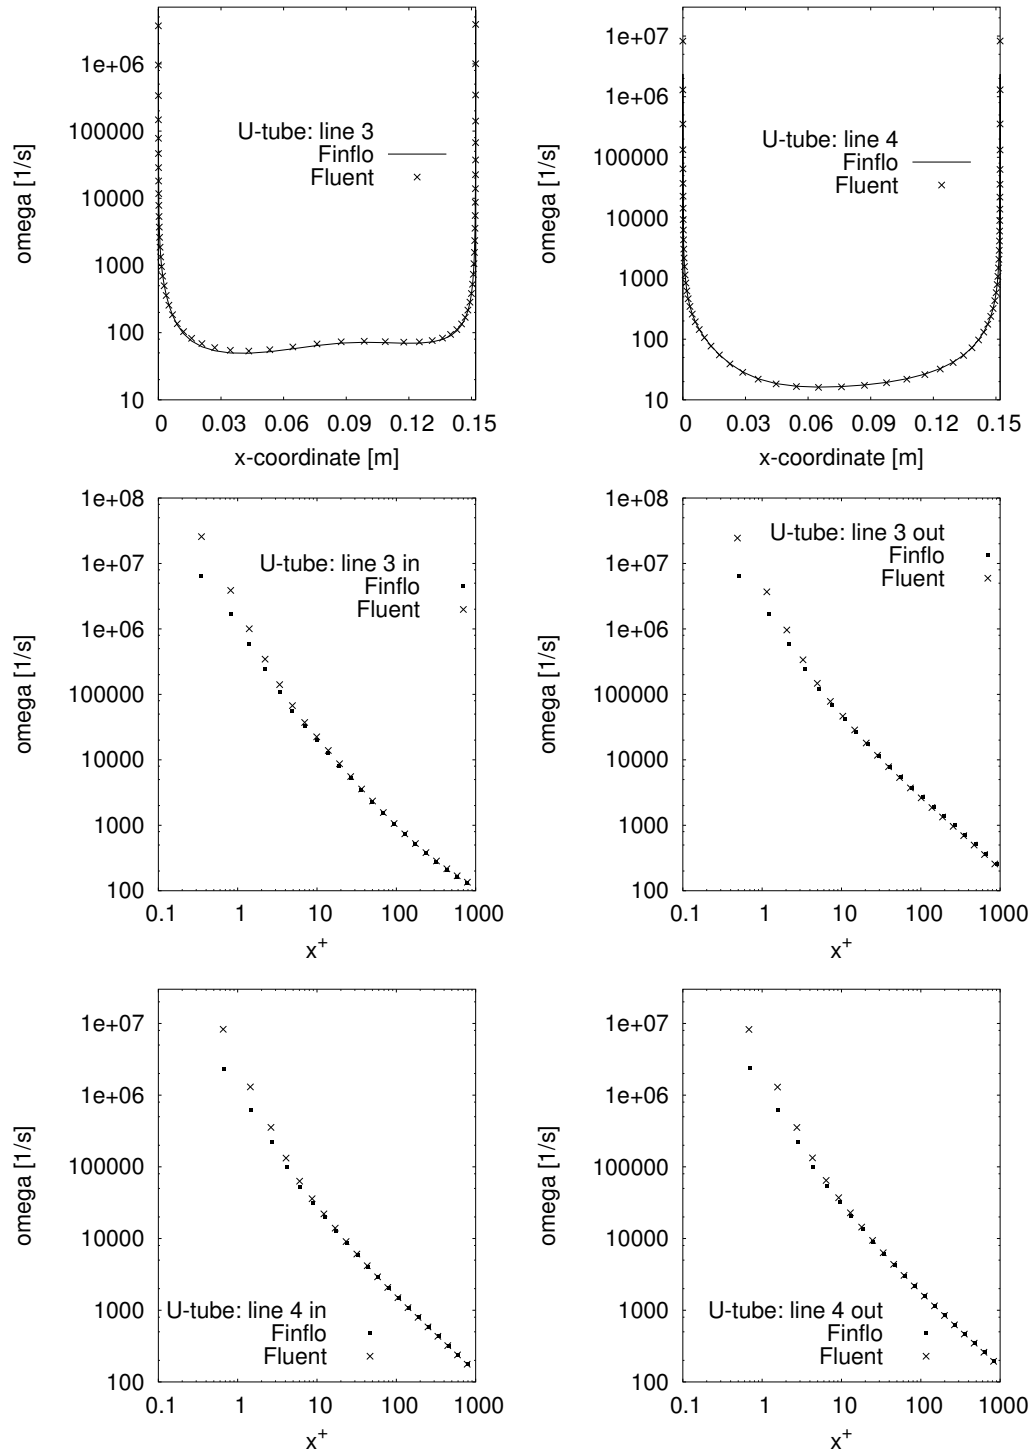 1e+06
100000
10000
1000
100
10
omega [1/s]
U-tube: line 3
Finflo
Fluent
0 0.03 0.06 0.09 0.12 0.15
x-coordinate [m]
1e+07
1e+06
100000
10000
1000
100
10
omega [1/s]
U-tube: line 4
Finflo
Fluent
0 0.03 0.06 0.09 0.12 0.15
x-coordinate [m]
1e+08
1e+07
1e+06
100000
10000
1000
100
omega [1/s]
U-tube: line 3 in
Finflo
Fluent
0.1 1 10 100 1000
x+
1e+08
1e+07
1e+06
100000
10000
1000
100
omega [1/s]
U-tube: line 3 out
Finflo
Fluent
0.1 1 10 100 1000
x+
1e+07
1e+06
100000
10000
1000
100
omega [1/s]
U-tube: line 4 in
Finflo
Fluent
0.1 1 10 100 1000
x+
1e+07
1e+06
100000
10000
1000
100
omega [1/s]
U-tube: line 4 out
Finflo
Fluent
0.1 1 10 100 1000
x+